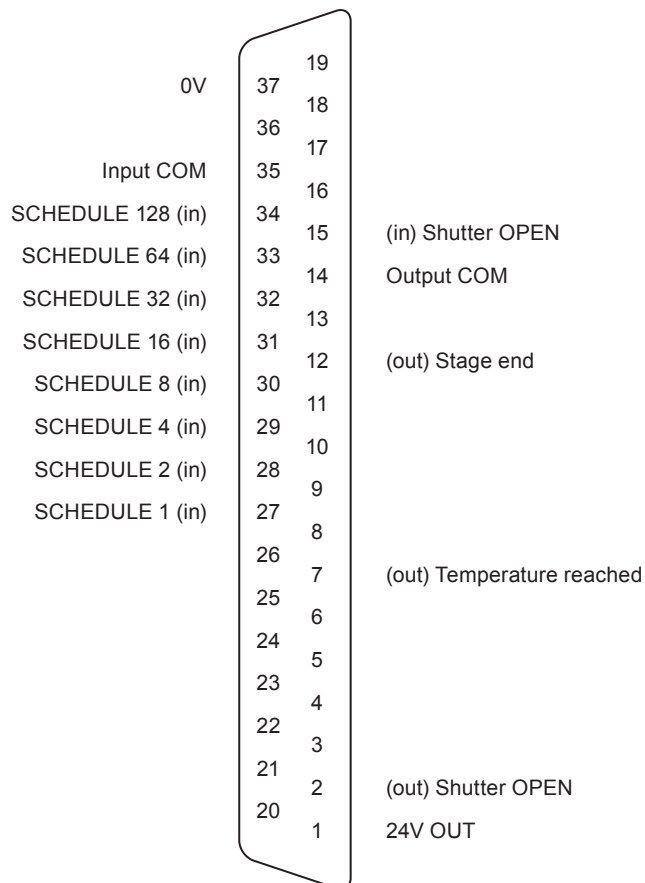 19
0V 37
18
36
17
Input COM 35
16
SCHEDULE 128 (in) 34
15 (in) Shutter OPEN
SCHEDULE 64 (in) 33
14 Output COM
SCHEDULE 32 (in) 32
13
SCHEDULE 16 (in) 31
12 (out) Stage end
SCHEDULE 8 (in) 30
11
SCHEDULE 4 (in) 29
10
SCHEDULE 2 (in) 28
9
SCHEDULE 1 (in) 27
8
26
7 (out) Temperature reached
25
6
24
5
23
4
22
3
21
2 (out) Shutter OPEN
20
1 24V OUT